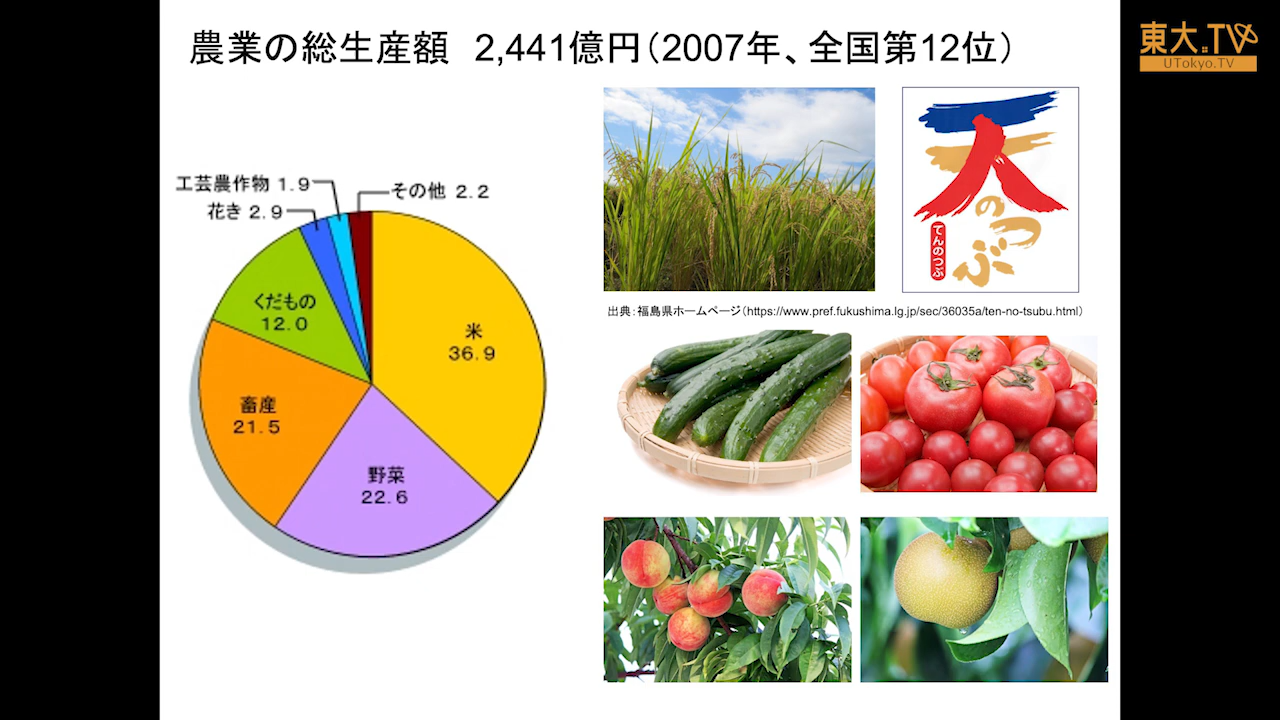 農業の総生産額 2,441億円（2007年、全国第12位）
東大.TV
UTokyo.TV
工芸農作物 1.9
その他 2.2
花き 2.9
くだもの
12.0
米
36.9
畜産
21.5
野菜
22.6
天
のつぶ
てんのつぶ
出典：福島県ホームページ（https://www.pref.fukushima.lg.jp/sec/36035a/ten-no-tsubu.html）